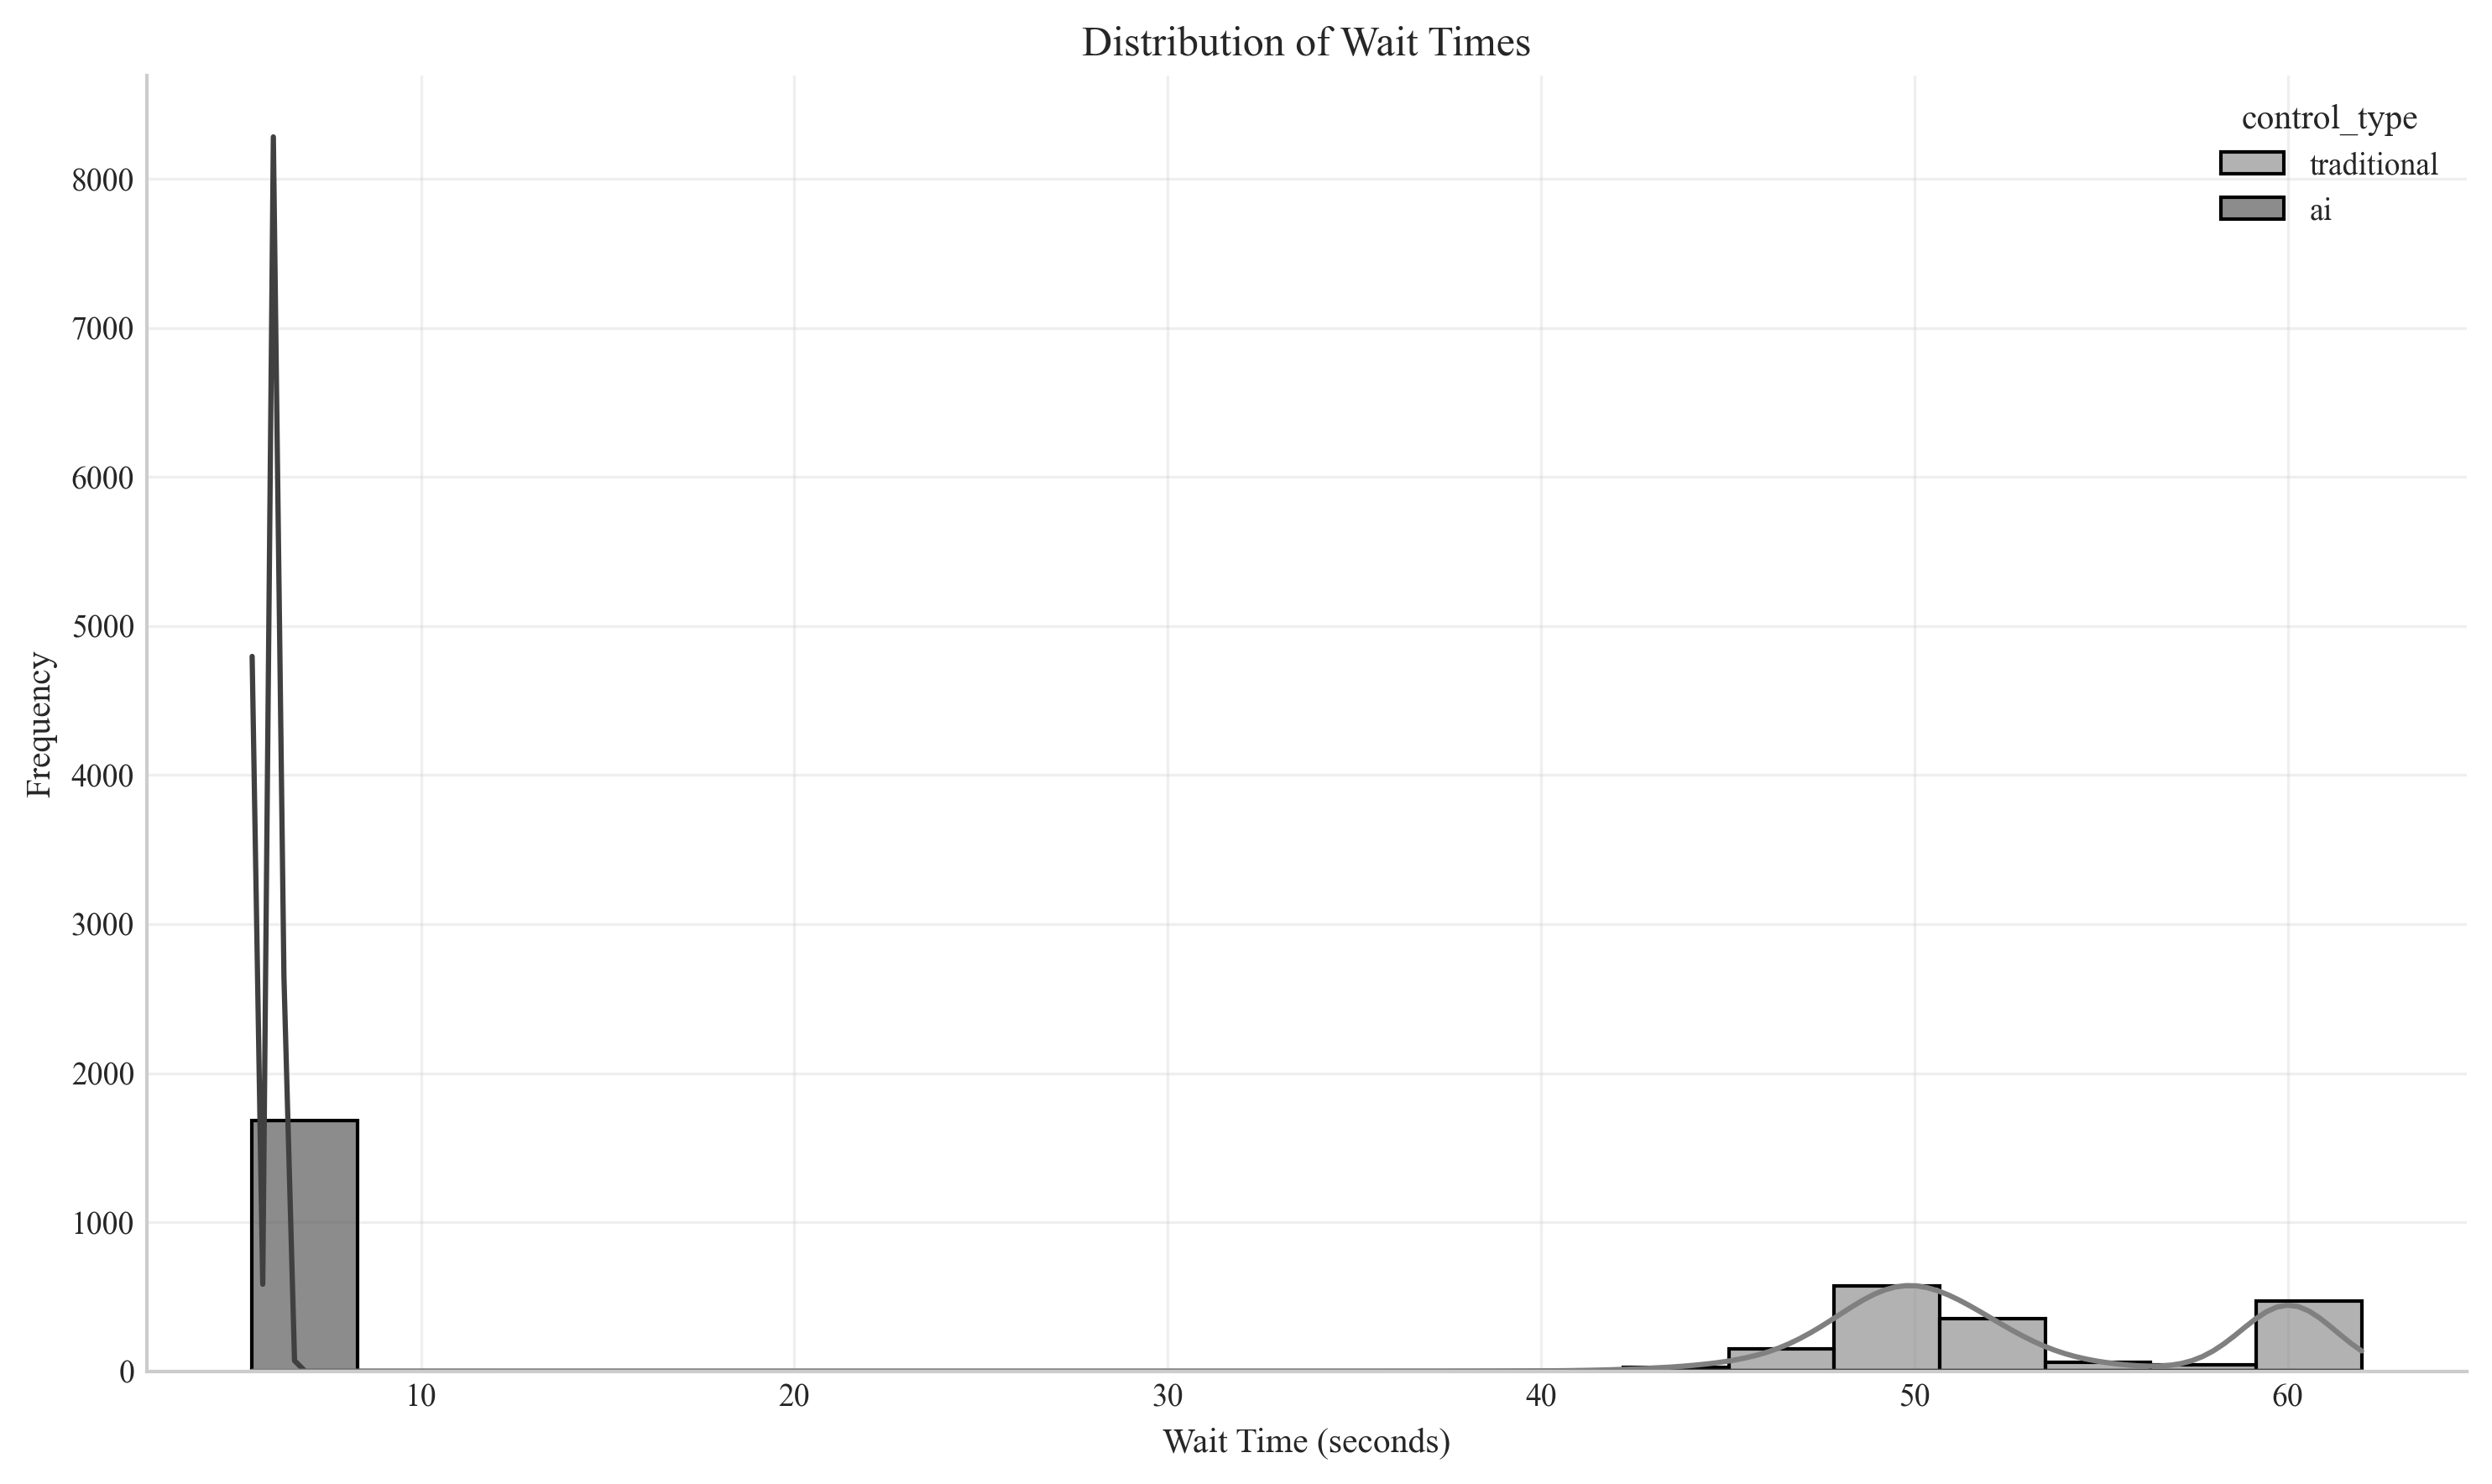 Distribution of Wait Times
control_type
traditional
ai
8000
7000
6000
5000
4000
3000
2000
1000
0
Frequency
10 20 30 40 50 60
Wait Time (seconds)